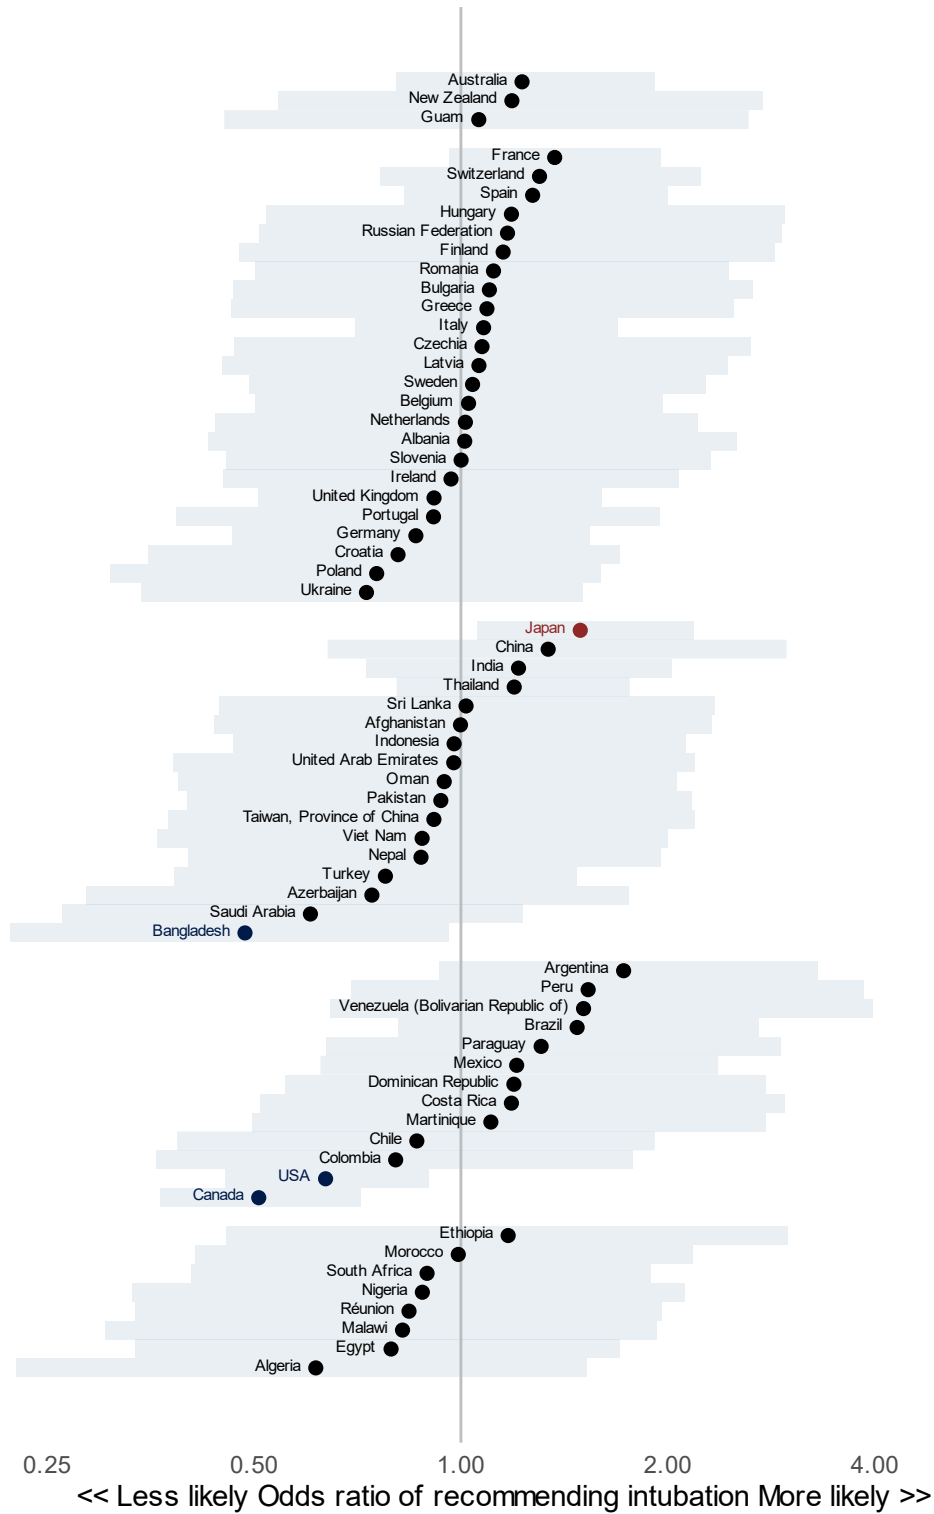 Australia
New Zealand
Guam
France
Switzerland
Spain
Hungary
Russian Federation
Finland
Romania
Bulgaria
Greece
Italy
Czechia
Latvia
Sweden
Belgium
Netherlands
Albania
Slovenia
Ireland
United Kingdom
Portugal
Germany
Croatia
Poland
Ukraine
Japan
China
India
Thailand
Sri Lanka
Afghanistan
Indonesia
United Arab Emirates
Oman
Pakistan
Taiwan, Province of China
Viet Nam
Nepal
Turkey
Azerbaijan
Saudi Arabia
Bangladesh
Argentina
Peru
Venezuela (Bolivarian Republic of)
Brazil
Paraguay
Mexico
Dominican Republic
Costa Rica
Martinique
Chile
Colombia
USA
Canada
Ethiopia
Morocco
South Africa
Nigeria
Réunion
Malawi
Egypt
Algeria
0.25 0.50 1.00 2.00 4.00
<< Less likely Odds ratio of recommending intubation More likely >>